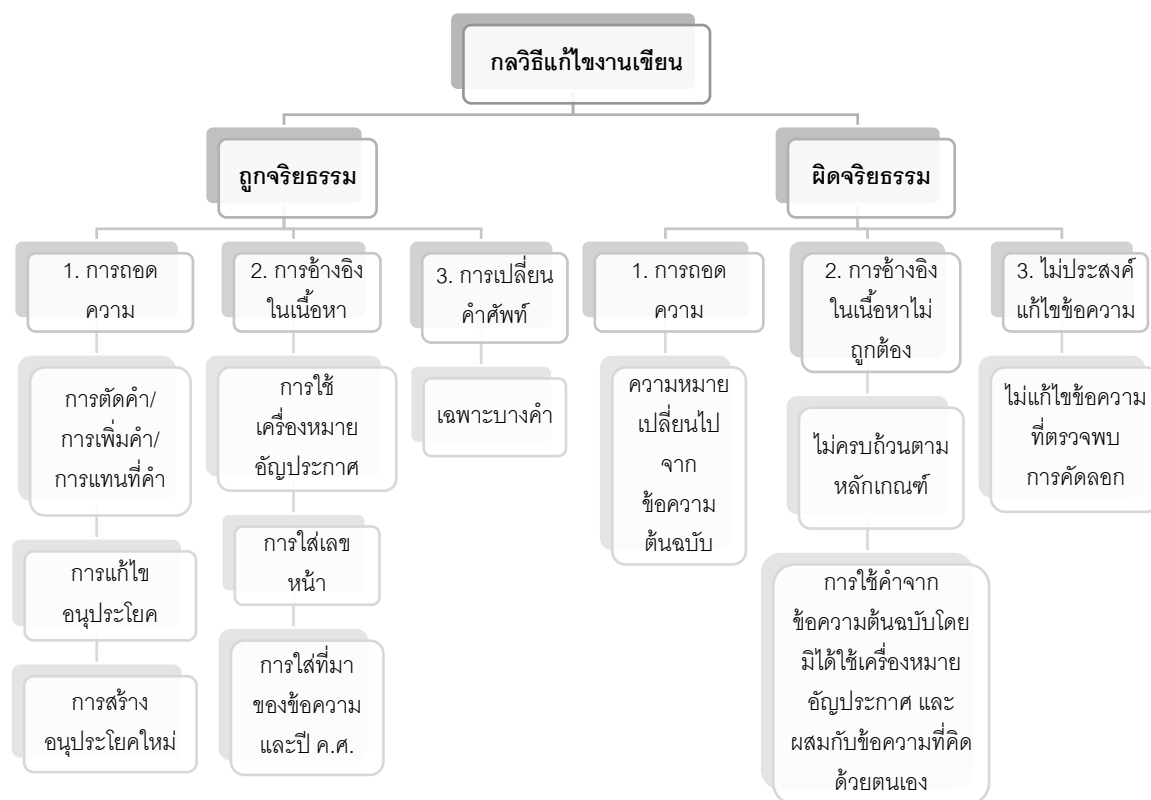 กลวิธีแก้ไขงานเขียน
ถูกจริยธรรม
1. การถอด
ความ
การตัดคำ/
การเพิ่มคำ/
การแทนที่คำ
การแก้ไข
อนุประโยค
การสร้าง
อนุประโยคใหม่
2. การอ้างอิง
ในเนื้อหา
การใช้
เครื่องหมาย
อัญประกาศ
การใส่เลข
หน้า
การใส่ที่มา
ของข้อความ
และปี ค.ศ.
3. การเปลี่ยน
คำศัพท์
เฉพาะบางคำ
ผิดจริยธรรม
1. การถอด
ความ
ความหมาย
เปลี่ยนไป
จาก
ข้อความ
ต้นฉบับ
2. การอ้างอิง
ในเนื้อหาไม่
ถูกต้อง
ไม่ครบถ้วนตาม
หลักเกณฑ์
การใช้คำจาก
ข้อความต้นฉบับโดย
มิได้ใช้เครื่องหมาย
อัญประกาศ และ
ผสมกับข้อความที่คิด
ด้วยตนเอง
3. ไม่ประสงค์
แก้ไขข้อความ
ไม่แก้ไขข้อความ
ที่ตรวจพบ
การคัดลอก